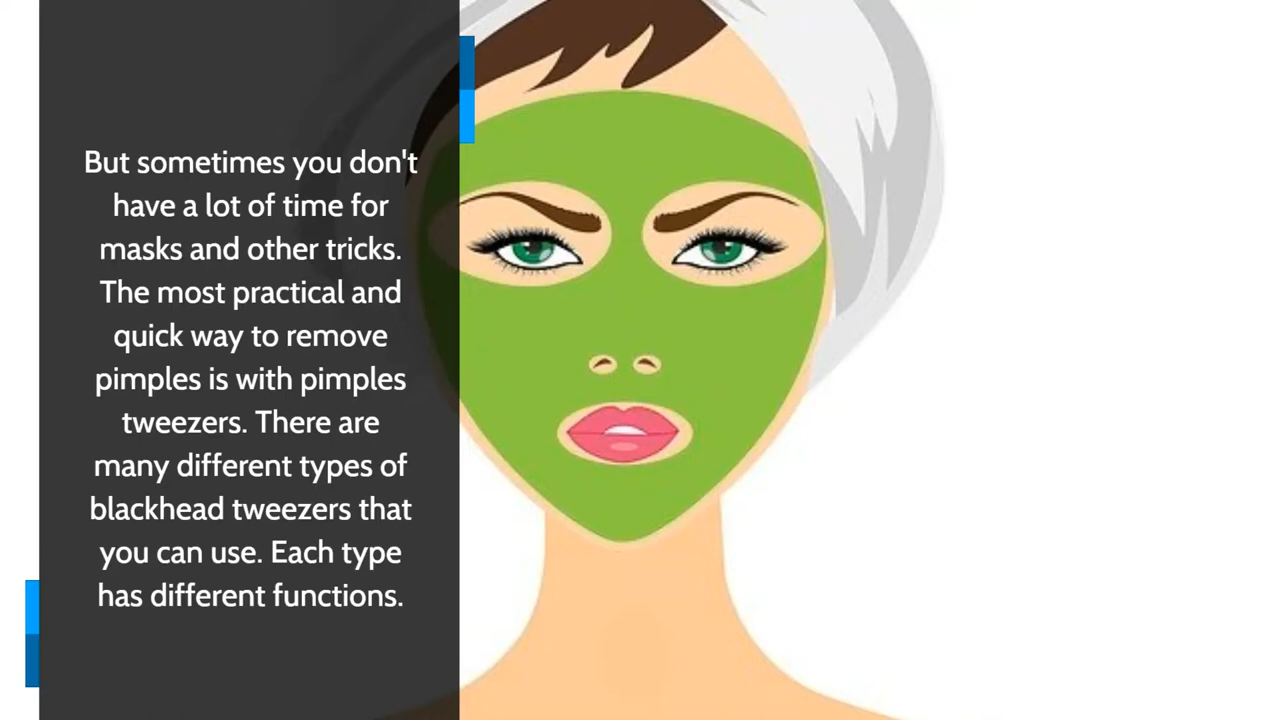 But sometimes you don't
have a lot of time for
masks and other tricks.
The most practical and
quick way to remove
pimples is with pimples
tweezers. There are
many different types of
blackhead tweezers that
you can use. Each type
has different functions.